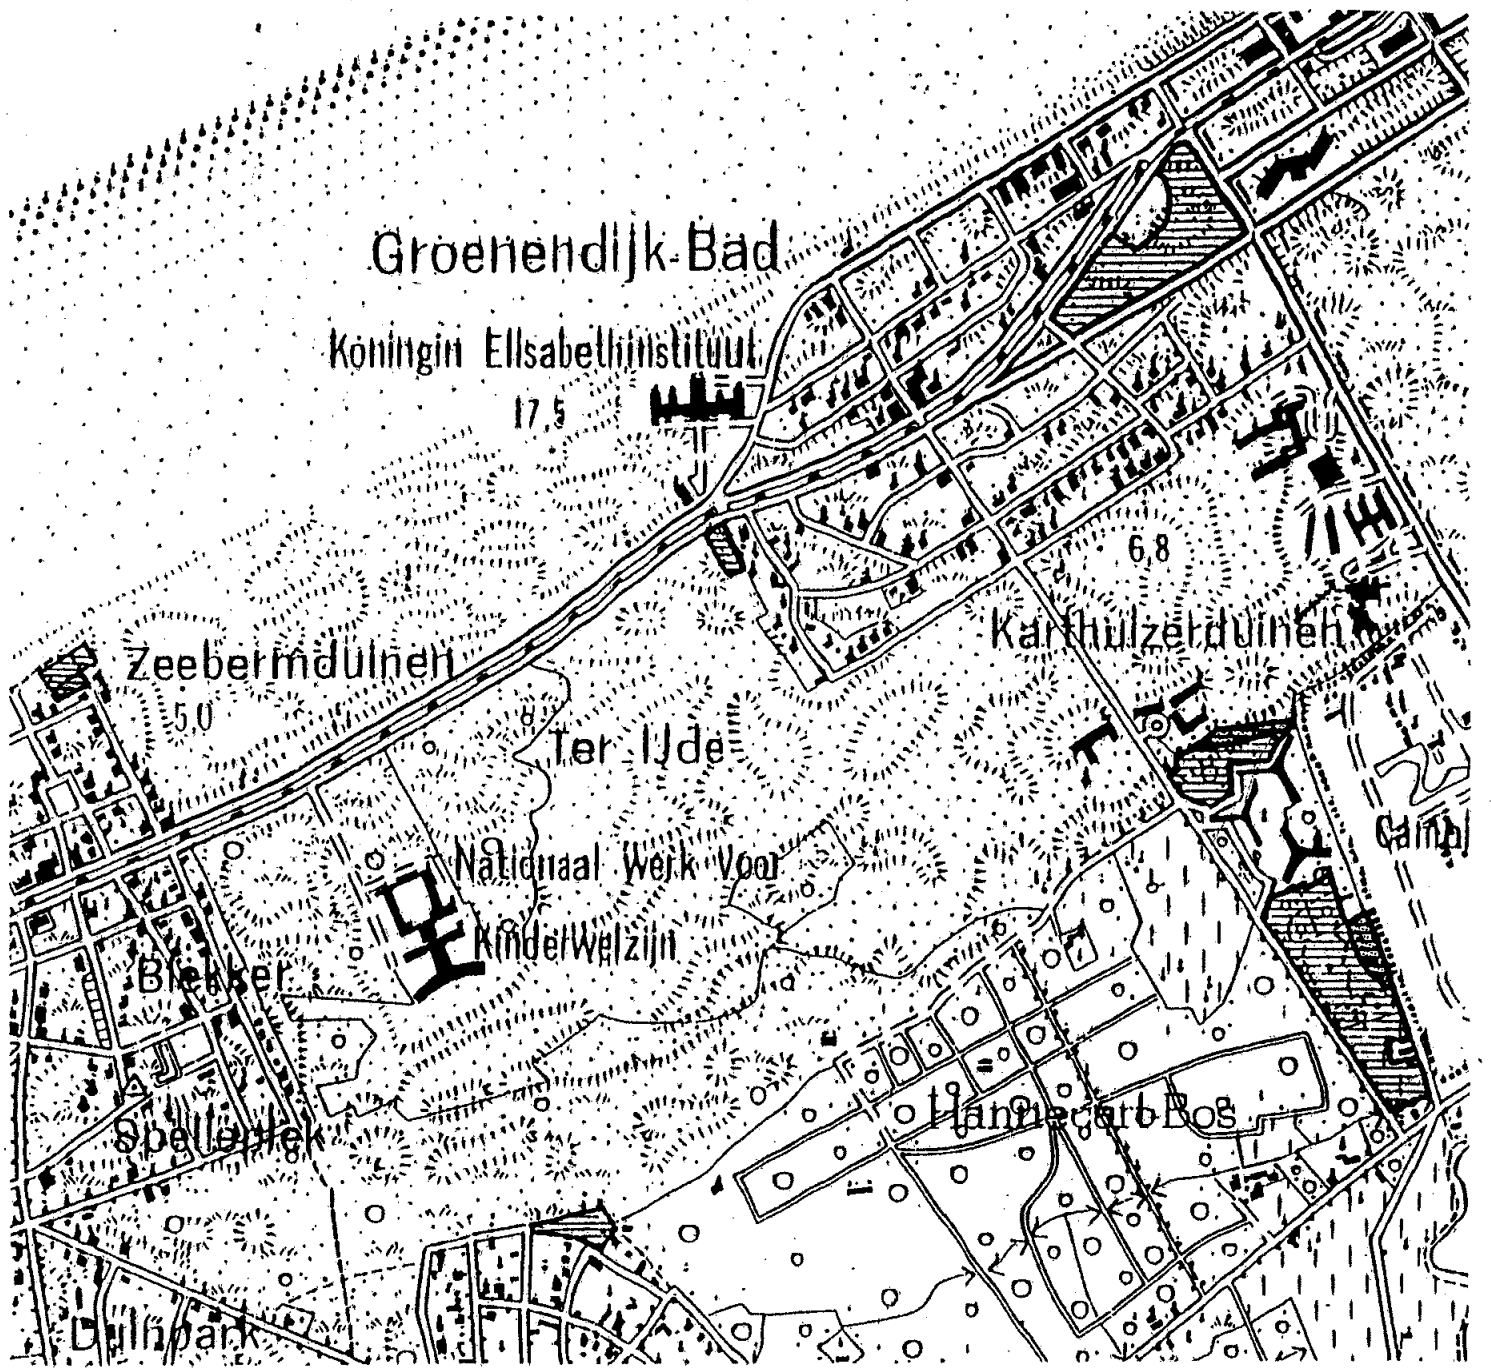 Groenendijk-Bad
Koningin Elisabethinstituut
17,5
6,8
Karthuizerduinen
Zeebermduinen
5,0
Ter IJde
Nationaal Werk Voor
Kinderwelzijn
Blekker
Hannecart-Bos
Spelleplek
Duinpark